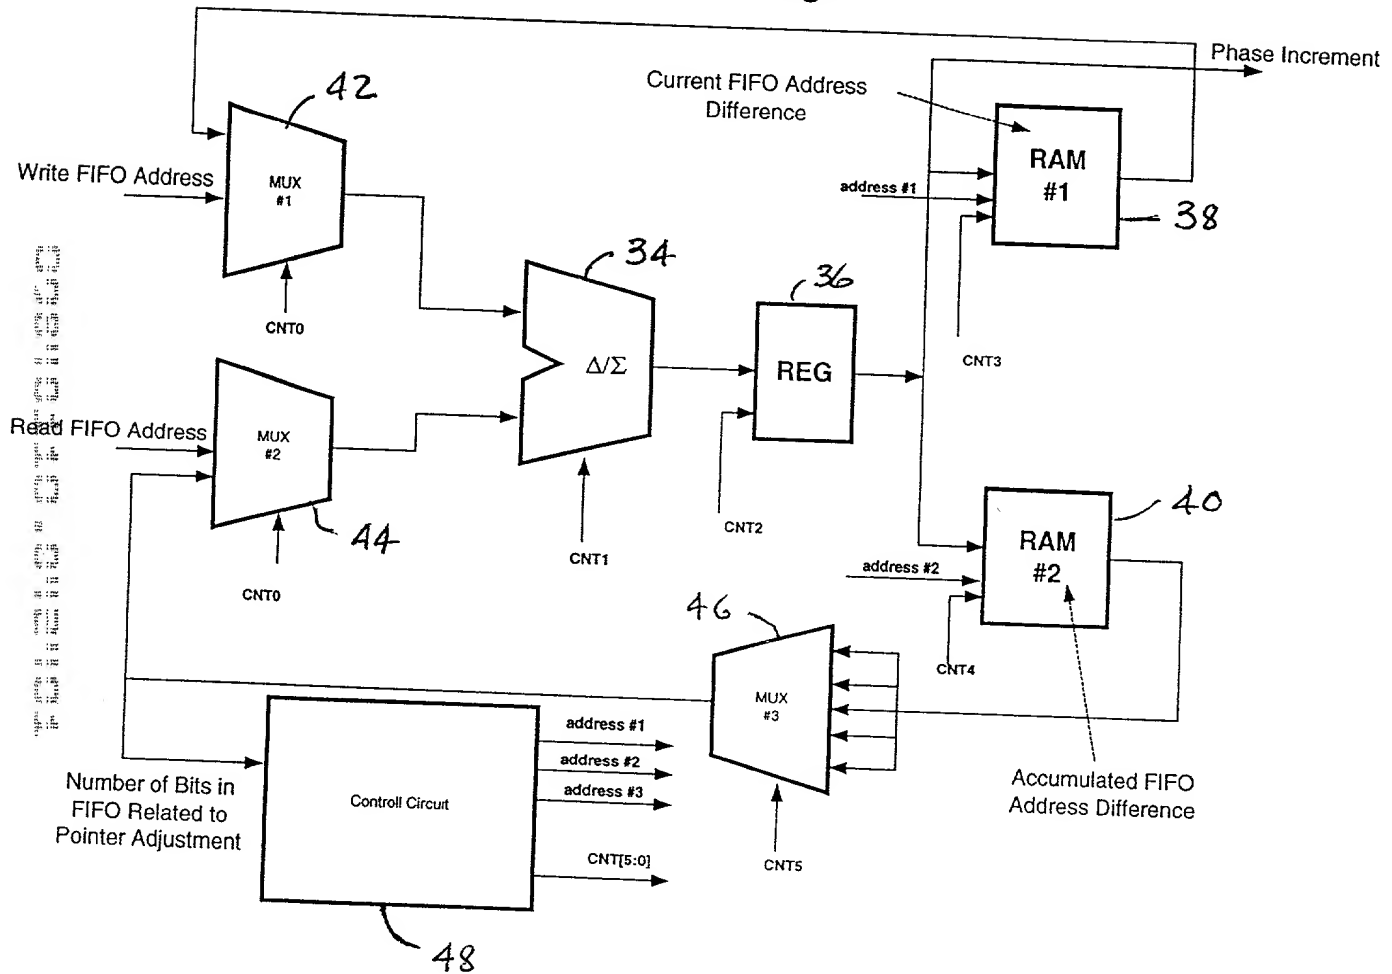 Phase Increment
Current FIFO Address
Difference
42
Write FIFO Address
MUX
#1
RAM
#1
address #1
38
34
36
CNT0
CNT3
Δ/Σ
REG
Read FIFO Address
MUX
#2
40
CNT2
44
RAM
#2
CNT1
address #2
CNT0
46
CNT4
MUX
#3
address #1
address #2
address #3
Number of Bits in
FIFO Related to
Pointer Adjustment
Controll Circuit
Accumulated FIFO
Address Difference
CNT[5:0]
CNT5
48